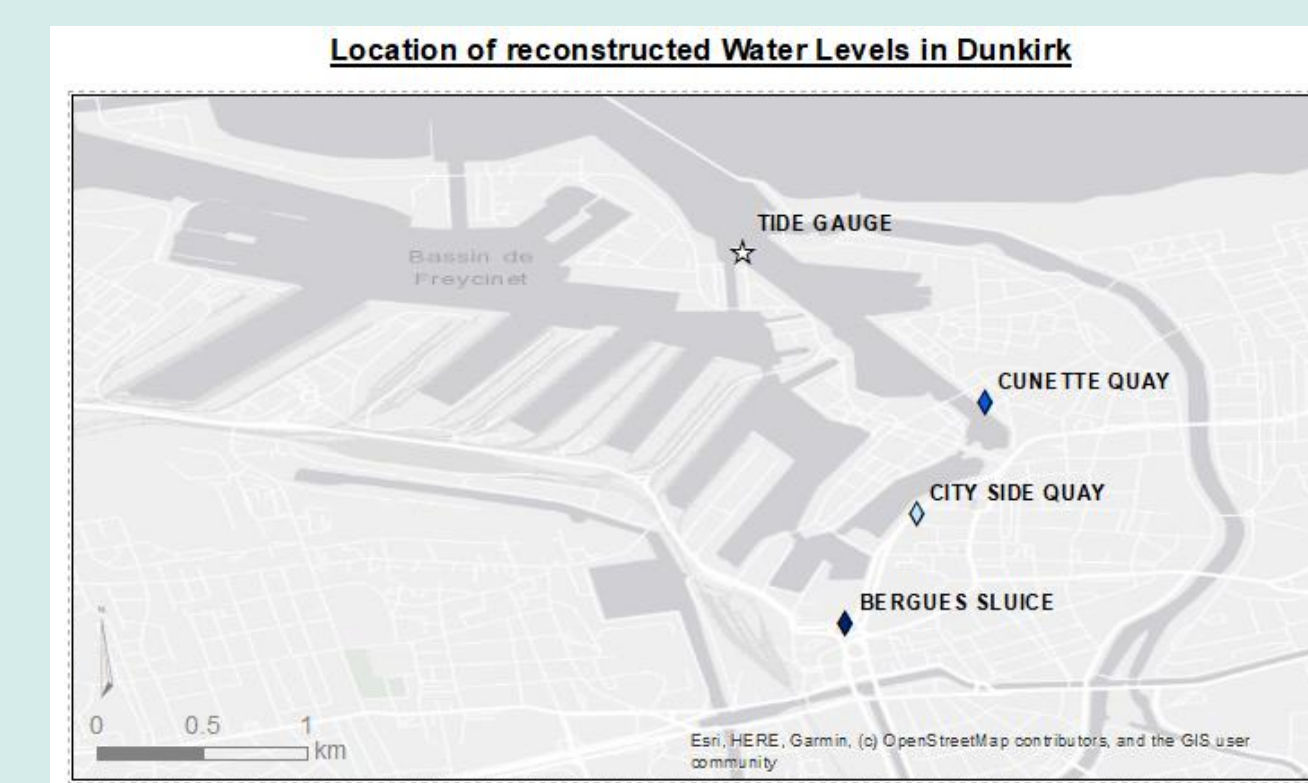 Location of reconstructed Water Levels in Dunkirk
TIDE GAUGE
Bassin de
Freycinet
CUNETTE QUAY
CITY SIDE QUAY
BERGUES SLUICE
N
0 0.5 1
km
Esri, HERE, Garmin, (c) OpenStreetMap contributors, and the GIS user
community